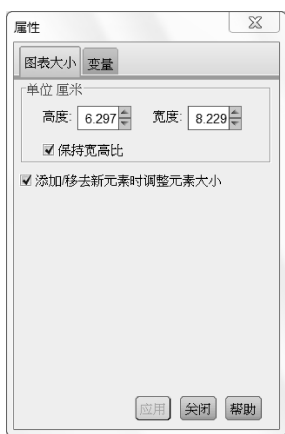 属性
图表大小 变量
单位 厘米
高度: 6.297 宽度: 8.229
保持宽高比
添加/移去新元素时调整元素大小
应用 关闭 帮助